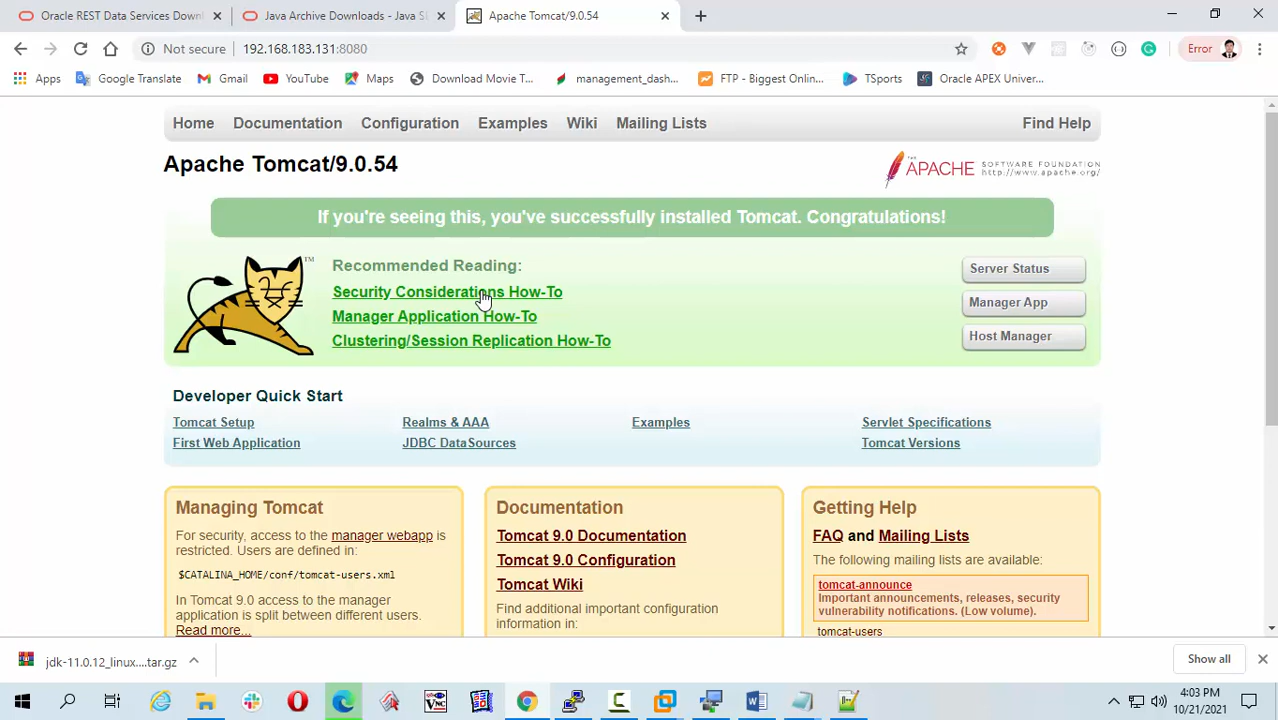 Oracle REST Data Services Down
Java Archive Downloads - Java S
Apache Tomcat/9.0.54
Not secure
192.168.183.131:8080
Error
Apps
Google Translate
Gmail
YouTube
Maps
Download Movie T...
management_dash...
FTP - Biggest Onlin...
TSports
Oracle APEX Univer...
Home
Documentation
Configuration
Examples
Wiki
Mailing Lists
Find Help
Apache Tomcat/9.0.54
APACHE
SOFTWARE FOUNDATION
http://www.apache.org/
If you're seeing this, you've successfully installed Tomcat. Congratulations!
TM
Recommended Reading:
Security Considerations How-To
Manager Application How-To
Clustering/Session Replication How-To
Server Status
Manager App
Host Manager
Developer Quick Start
Tomcat Setup
First Web Application
Realms & AAA
JDBC DataSources
Examples
Servlet Specifications
Tomcat Versions
Managing Tomcat
For security, access to the manager webapp is
restricted. Users are defined in:
$CATALINA_HOME/conf/tomcat-users.xml
In Tomcat 9.0 access to the manager
application is split between different users.
Read more...
Documentation
Tomcat 9.0 Documentation
Tomcat 9.0 Configuration
Tomcat Wiki
Find additional important configuration
information in:
Getting Help
FAQ and Mailing Lists
The following mailing lists are available:
tomcat-announce
Important announcements, releases, security
vulnerability notifications. (Low volume).
tomcat-users
jdk-11.0.12_linux....tar.gz
Show all
4:03 PM
10/21/2021